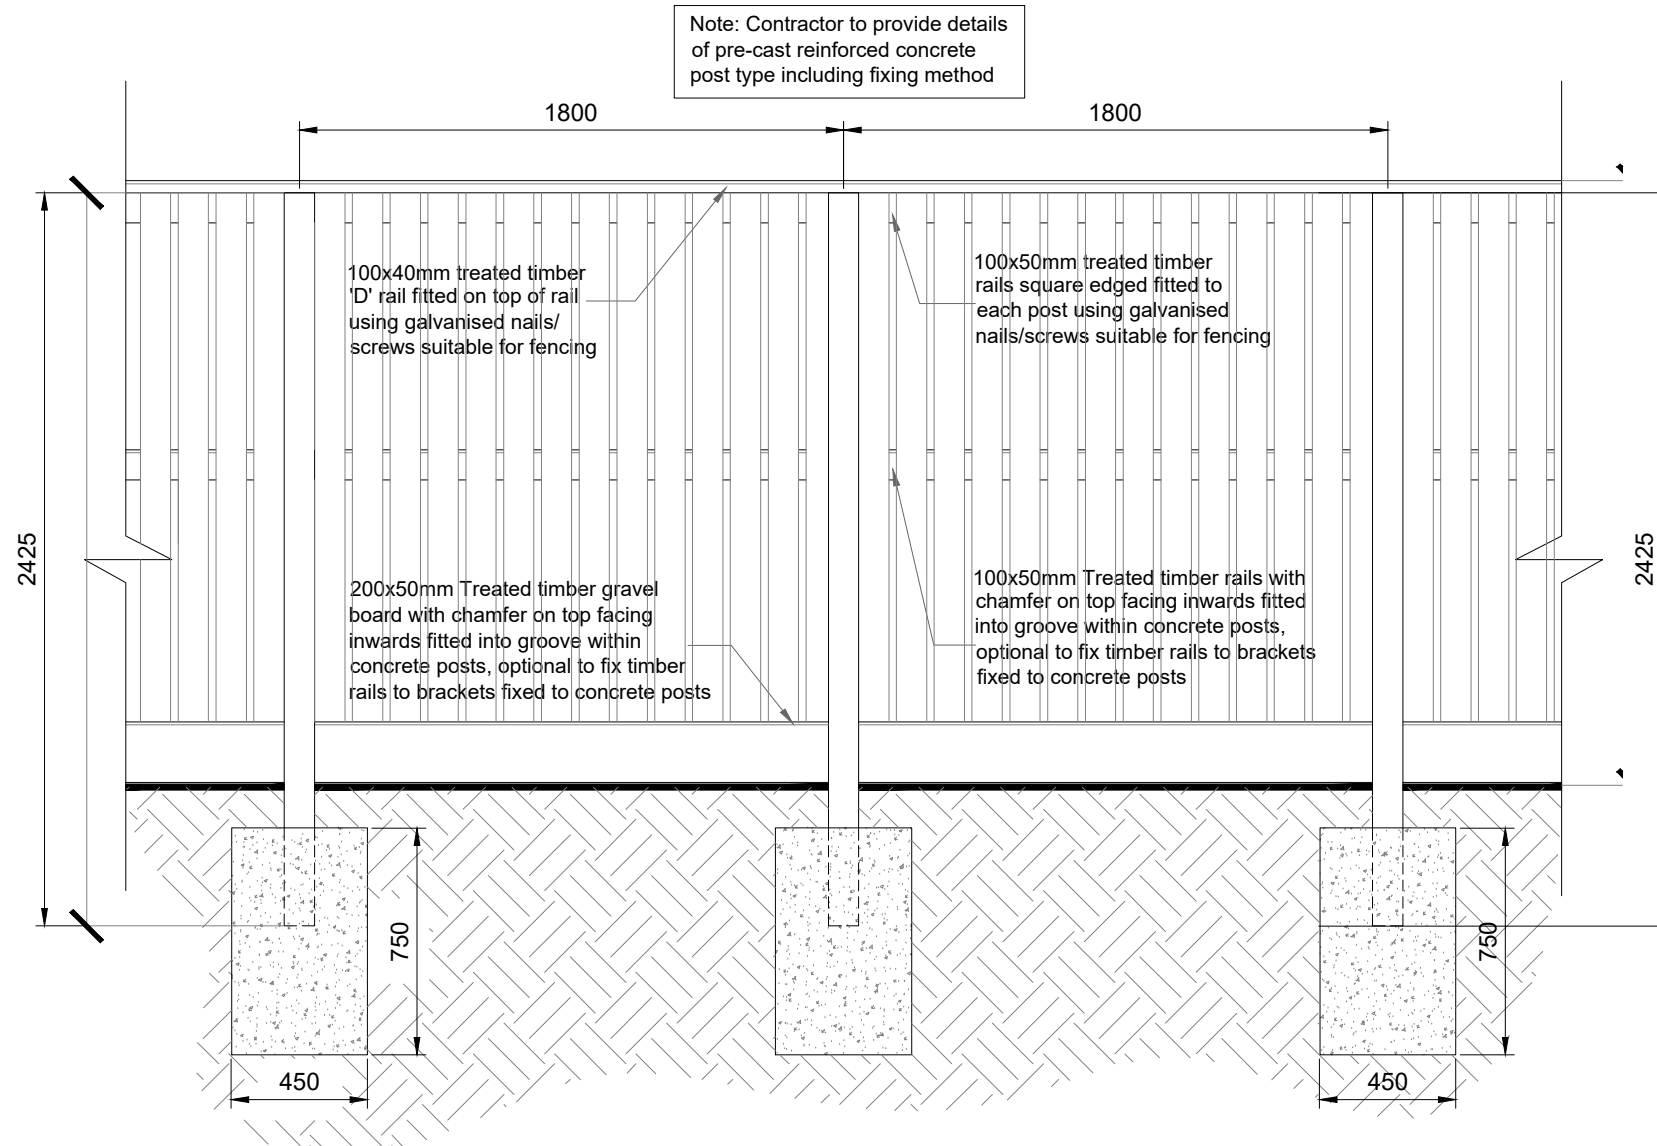 Note: Contractor to provide details
of pre-cast reinforced concrete
post type including fixing method
1800
1800
100x40mm treated timber
'D' rail fitted on top of rail
using galvanised nails/
screws suitable for fencing
100x50mm treated timber
rails square edged fitted to
each post using galvanised
nails/screws suitable for fencing
2425
2425
200x50mm Treated timber gravel
board with chamfer on top facing
inwards fitted into groove within
concrete posts, optional to fix timber
rails to brackets fixed to concrete posts
100x50mm Treated timber rails with
chamfer on top facing inwards fitted
into groove within concrete posts,
optional to fix timber rails to brackets
fixed to concrete posts
750
750
450
450